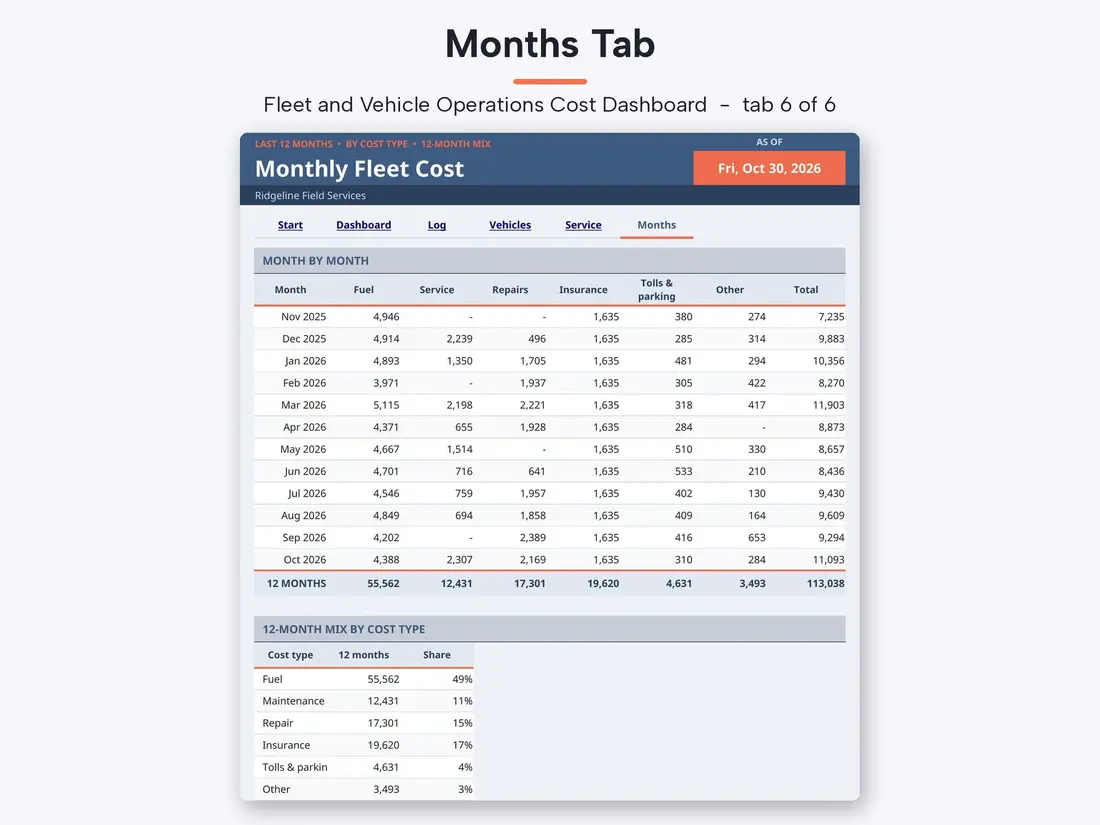 Months Tab
Fleet and Vehicle Operations Cost Dashboard – tab 6 of 6
LAST 12 MONTHS • BY COST TYPE • 12-MONTH MIX
AS OF
Monthly Fleet Cost
Fri, Oct 30, 2026
Ridgeline Field Services
Start Dashboard Log Vehicles Service Months
MONTH BY MONTH
Month Fuel Service Repairs Insurance Tolls & parking Other Total
Nov 2025 4,946 - - 1,635 380 274 7,235
Dec 2025 4,914 2,239 496 1,635 285 314 9,883
Jan 2026 4,893 1,350 1,705 1,635 481 294 10,356
Feb 2026 3,971 - 1,937 1,635 305 422 8,270
Mar 2026 5,115 2,198 2,221 1,635 318 417 11,903
Apr 2026 4,371 655 1,928 1,635 284 - 8,873
May 2026 4,667 1,514 - 1,635 510 330 8,657
Jun 2026 4,701 716 641 1,635 533 210 8,436
Jul 2026 4,546 759 1,957 1,635 402 130 9,430
Aug 2026 4,849 694 1,858 1,635 409 164 9,609
Sep 2026 4,202 - 2,389 1,635 416 653 9,294
Oct 2026 4,388 2,307 2,169 1,635 310 284 11,093
12 MONTHS 55,562 12,431 17,301 19,620 4,631 3,493 113,038
12-MONTH MIX BY COST TYPE
Cost type 12 months Share
Fuel 55,562 49%
Maintenance 12,431 11%
Repair 17,301 15%
Insurance 19,620 17%
Tolls & parkin 4,631 4%
Other 3,493 3%